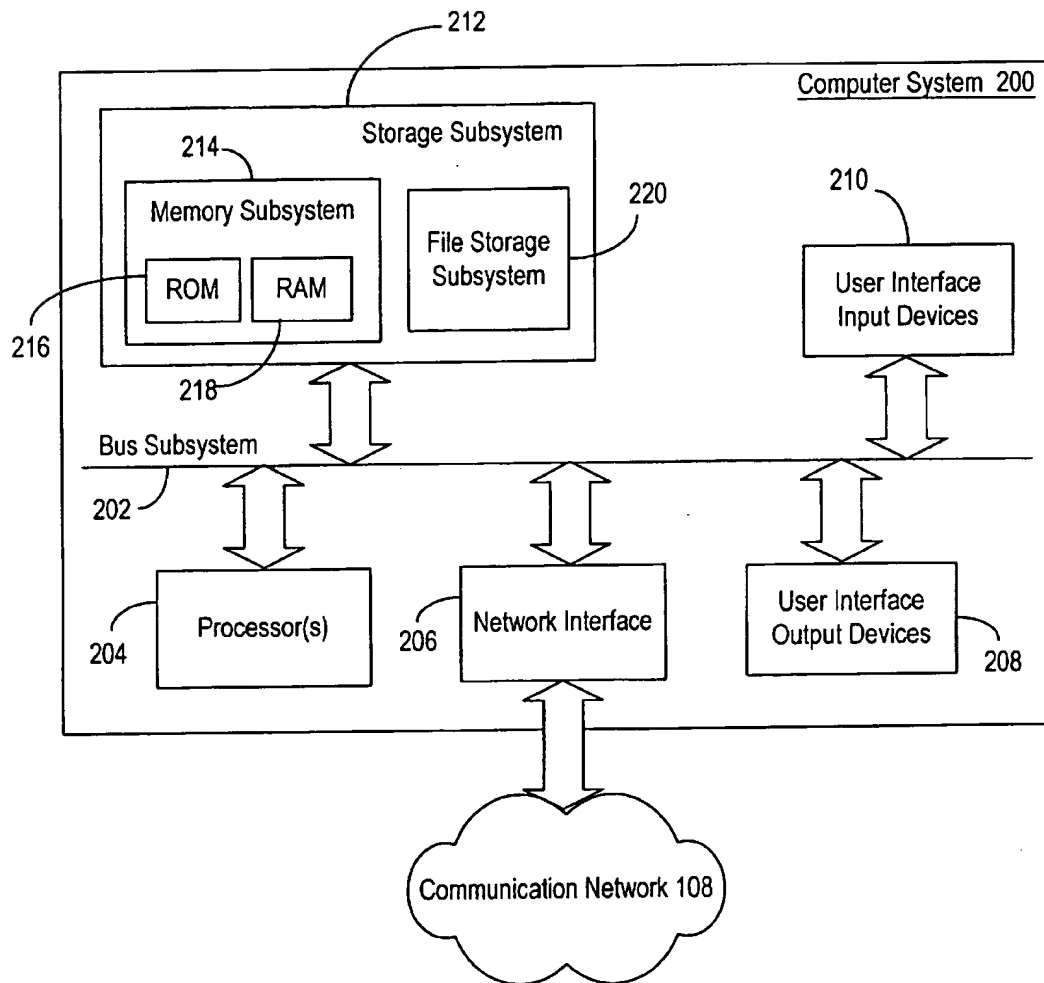 212
Computer System 200
Storage Subsystem
214
Memory Subsystem
ROM
RAM
216
218
File Storage
Subsystem
220
210
User Interface
Input Devices
Bus Subsystem
202
204
Processor(s)
206
Network Interface
User Interface
Output Devices
208
Communication Network 108